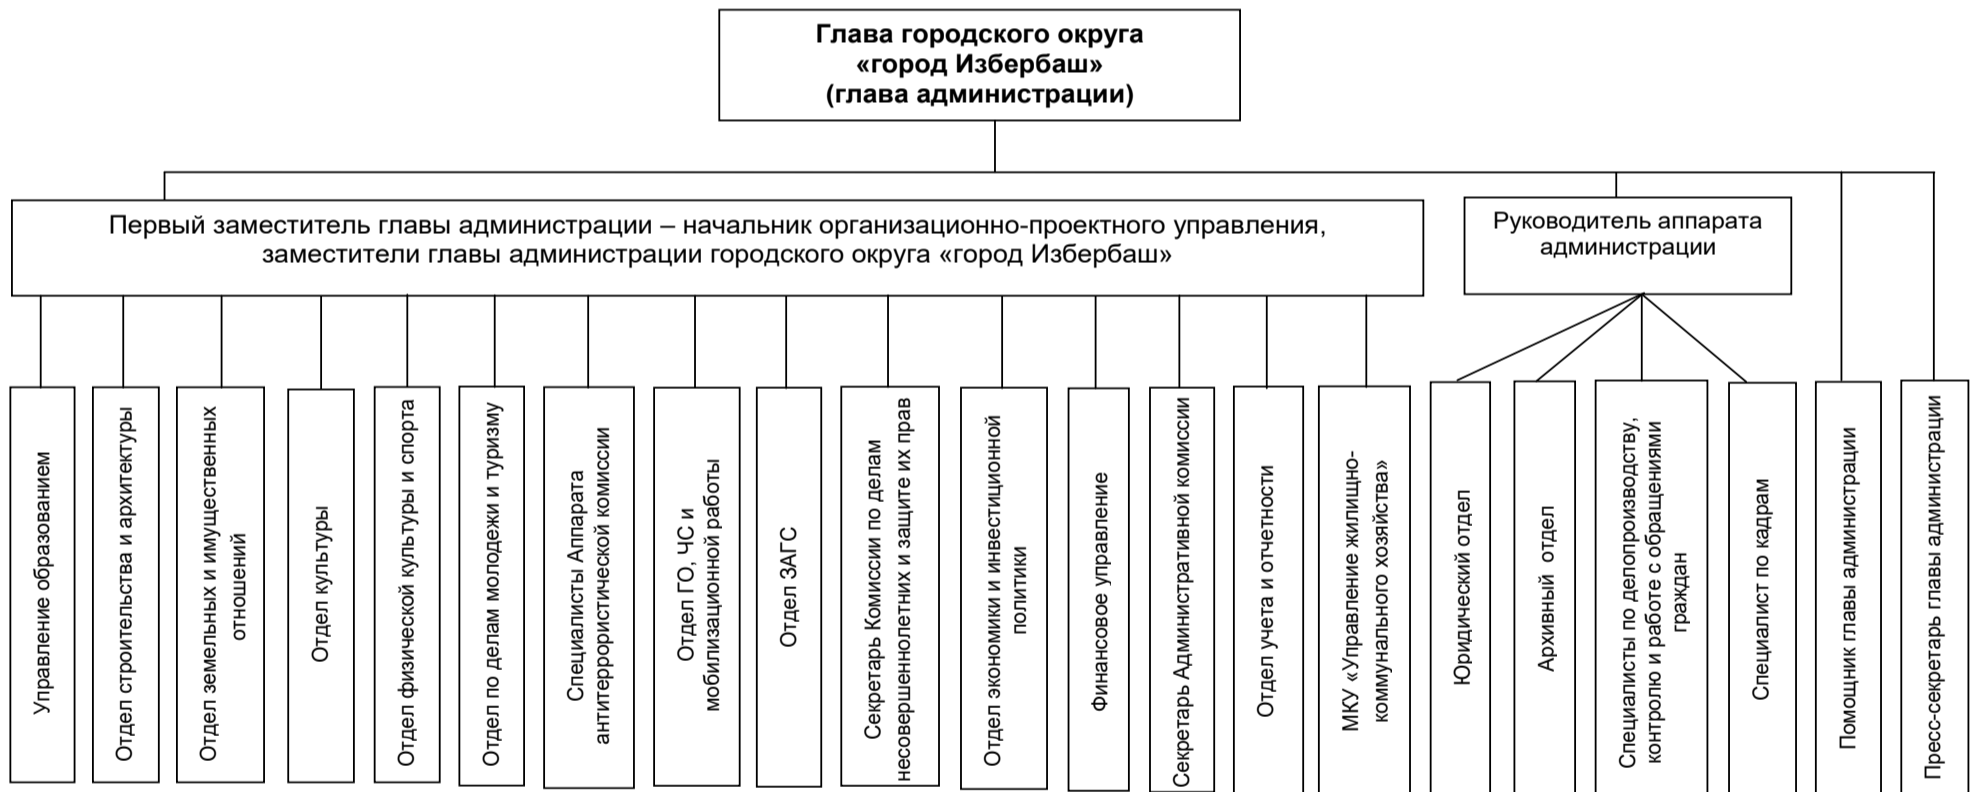 Глава городского округа
«город Избербаш»
(глава администрации)
Первый заместитель главы администрации – начальник организационно-проектного управления,
заместители главы администрации городского округа «город Избербаш»
Руководитель аппарата
администрации
Управление образованием
Отдел строительства и архитектуры
Отдел земельных и имущественных
отношений
Отдел культуры
Отдел физической культуры и спорта
Отдел по делам молодежи и туризму
Специалисты Аппарата
антитеррористической комиссии
Отдел ГО, ЧС и
мобилизационной работы
Отдел ЗАГС
Секретарь Комиссии по делам
несовершеннолетних и защите их прав
Отдел экономики и инвестиционной
политики
Финансовое управление
Секретарь Административной комиссии
Отдел учета и отчетности
МКУ «Управление жилищно-
коммунального хозяйства»
Юридический отдел
Архивный отдел
Специалисты по делопроизводству,
контролю и работе с обращениями
граждан
Специалист по кадрам
Помощник главы администрации
Пресс-секретарь главы администрации